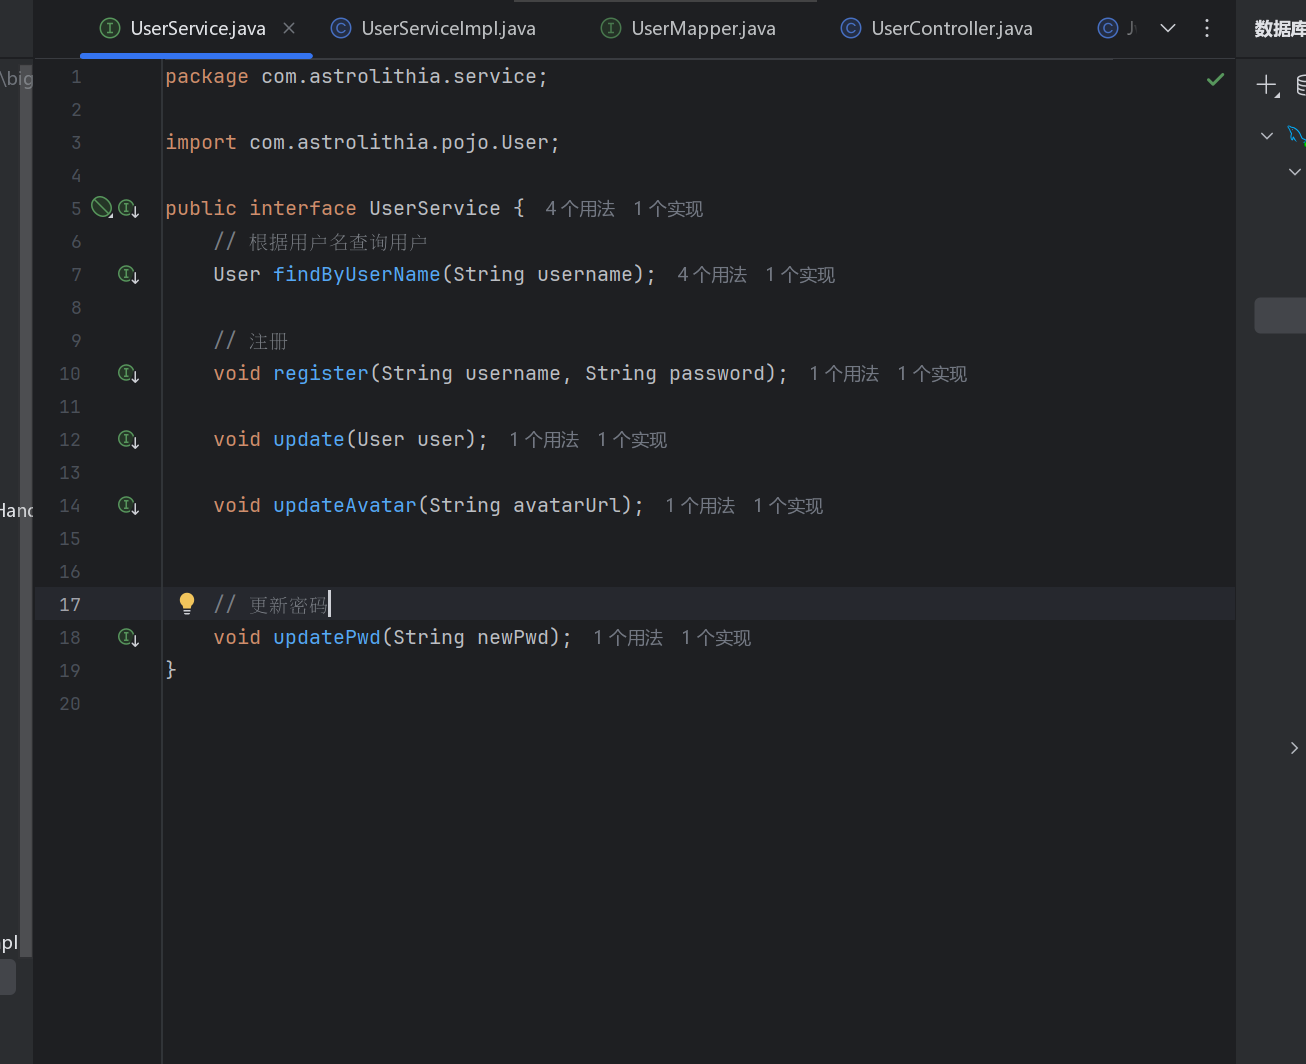 UserService.java UserServiceImpl.java UserMapper.java UserController.java 数据库
\big
1 package com.astrolithia.service;
2
3 import com.astrolithia.pojo.User;
4
5 public interface UserService { 4 个用法 1 个实现
6 // 根据用户名查询用户
7 User findByUserName(String username); 4 个用法 1 个实现
8
9 // 注册
10 void register(String username, String password); 1 个用法 1 个实现
11
12 void update(User user); 1 个用法 1 个实现
13
14 void updateAvatar(String avatarUrl); 1 个用法 1 个实现
15
16
17 // 更新密码
18 void updatePwd(String newPwd); 1 个用法 1 个实现
19 }
20
Hand
pl